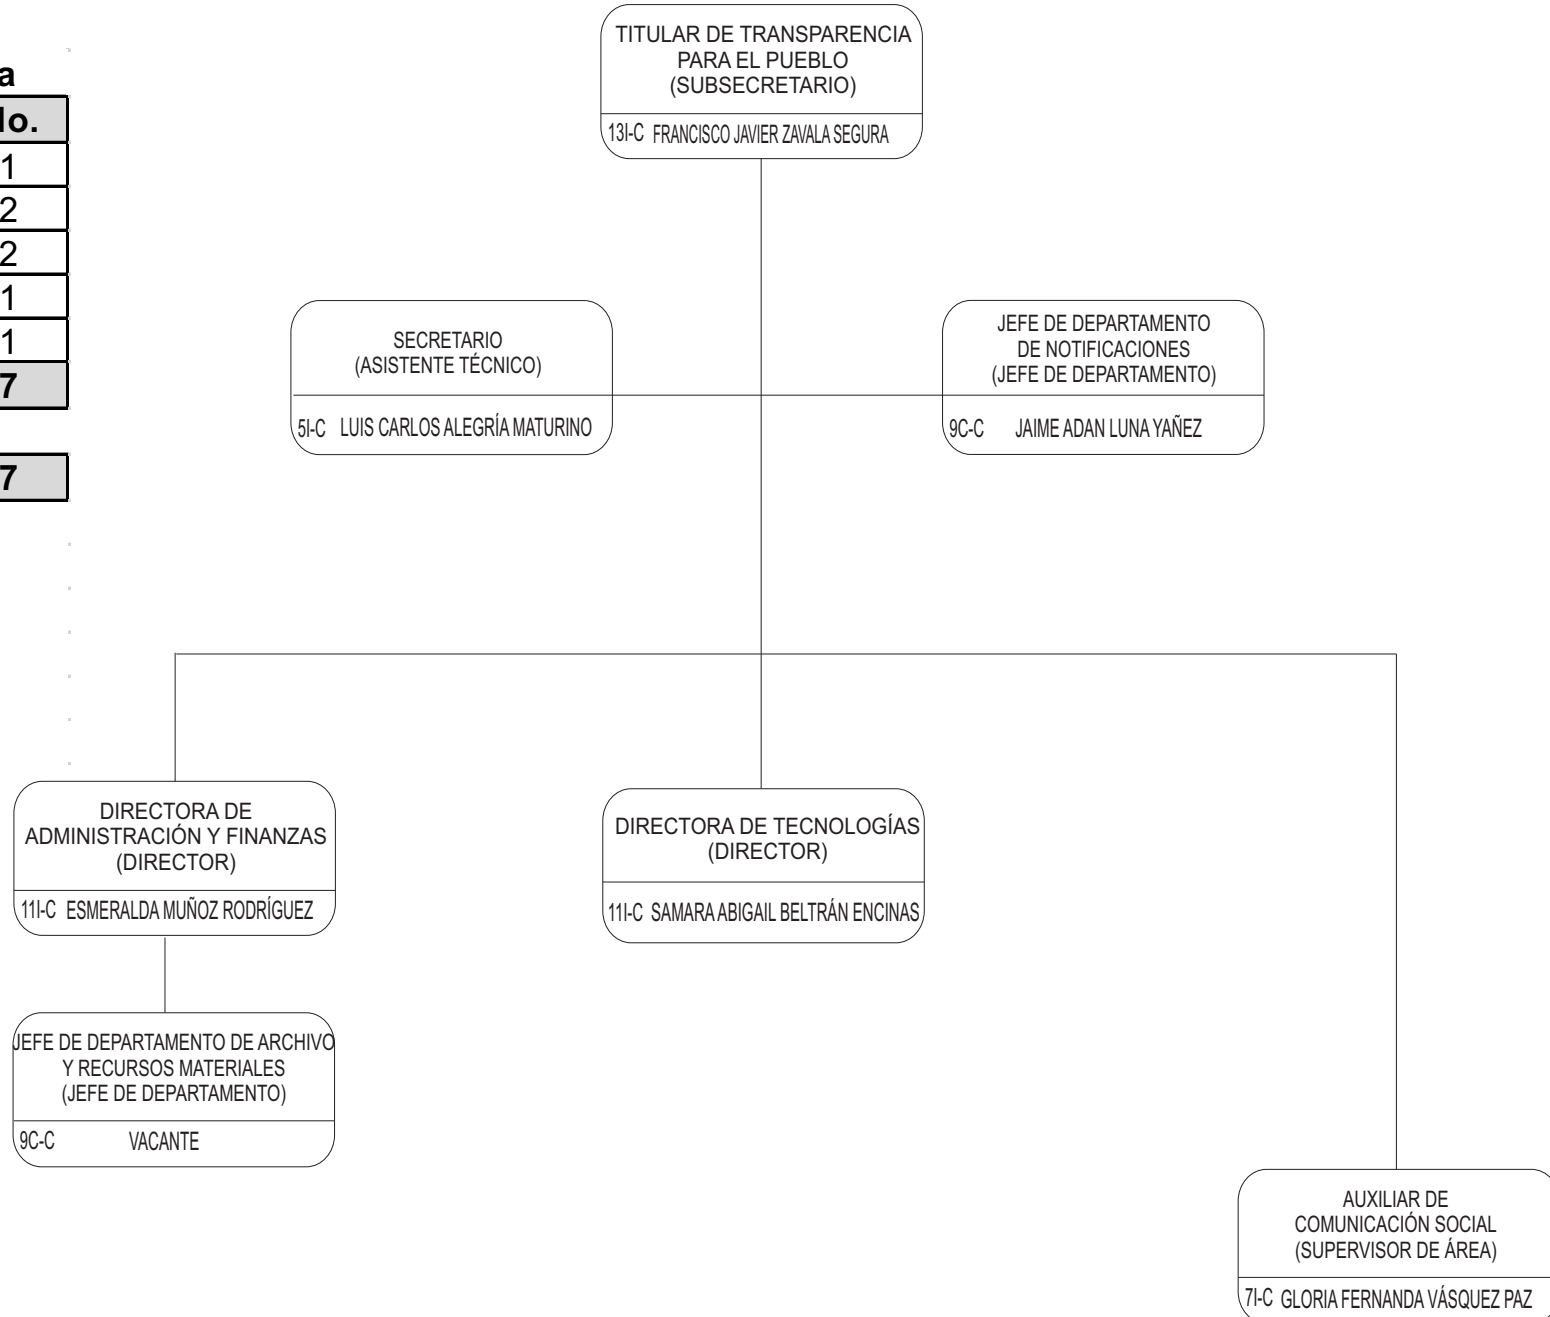 TITULAR DE TRANSPARENCIA
PARA EL PUEBLO
(SUBSECRETARIO)
13I-C FRANCISCO JAVIER ZAVALA SEGURA
1
2
2
1
1
7
7
SECRETARIO
(ASISTENTE TÉCNICO)
5I-C LUIS CARLOS ALEGRÍA MATURINO
JEFE DE DEPARTAMENTO
DE NOTIFICACIONES
(JEFE DE DEPARTAMENTO)
9C-C JAIME ADAN LUNA YAÑEZ
DIRECTORA DE
ADMINISTRACIÓN Y FINANZAS
(DIRECTOR)
11I-C ESMERALDA MUÑOZ RODRÍGUEZ
DIRECTORA DE TECNOLOGÍAS
(DIRECTOR)
11I-C SAMARA ABIGAIL BELTRÁN ENCINAS
JEFE DE DEPARTAMENTO DE ARCHIVO
Y RECURSOS MATERIALES
(JEFE DE DEPARTAMENTO)
9C-C VACANTE
AUXILIAR DE
COMUNICACIÓN SOCIAL
(SUPERVISOR DE ÁREA)
7I-C GLORIA FERNANDA VÁSQUEZ PAZ